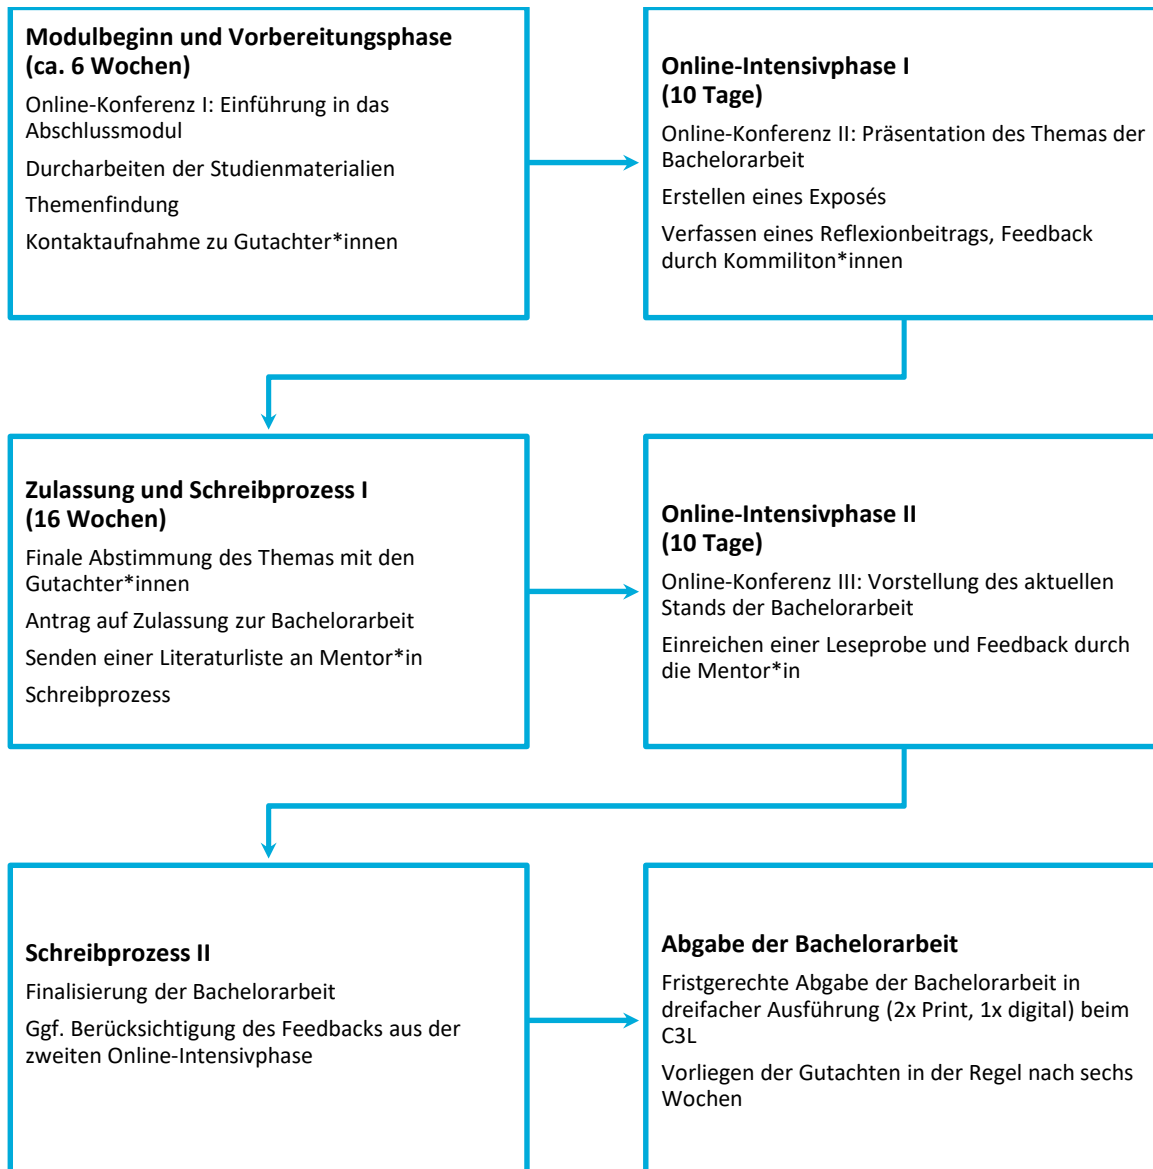 Modulbeginn und Vorbereitungsphase
(ca. 6 Wochen)
Online-Konferenz I: Einführung in das
Abschlussmodul
Durcharbeiten der Studienmaterialien
Themenfindung
Kontaktaufnahme zu Gutachter*innen
Online-Intensivphase I
(10 Tage)
Online-Konferenz II: Präsentation des Themas der
Bachelorarbeit
Erstellen eines Exposés
Verfassen eines Reflexionbeitrags, Feedback
durch Kommiliton*innen
Zulassung und Schreibprozess I
(16 Wochen)
Finale Abstimmung des Themas mit den
Gutachter*innen
Antrag auf Zulassung zur Bachelorarbeit
Senden einer Literaturliste an Mentor*in
Schreibprozess
Online-Intensivphase II
(10 Tage)
Online-Konferenz III: Vorstellung des aktuellen
Stands der Bachelorarbeit
Einreichen einer Leseprobe und Feedback durch
die Mentor*in
Schreibprozess II
Finalisierung der Bachelorarbeit
Ggf. Berücksichtigung des Feedbacks aus der
zweiten Online-Intensivphase
Abgabe der Bachelorarbeit
Fristgerechte Abgabe der Bachelorarbeit in
dreifacher Ausführung (2x Print, 1x digital) beim
C3L
Vorliegen der Gutachten in der Regel nach sechs
Wochen